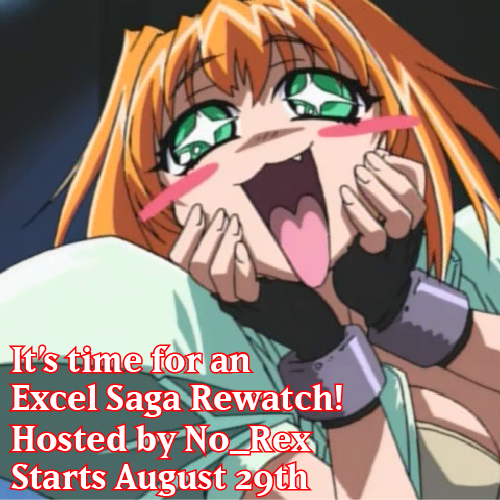 It's time for an
Excel Saga Rewatch!
Hosted by No_Rex
Starts August 29th